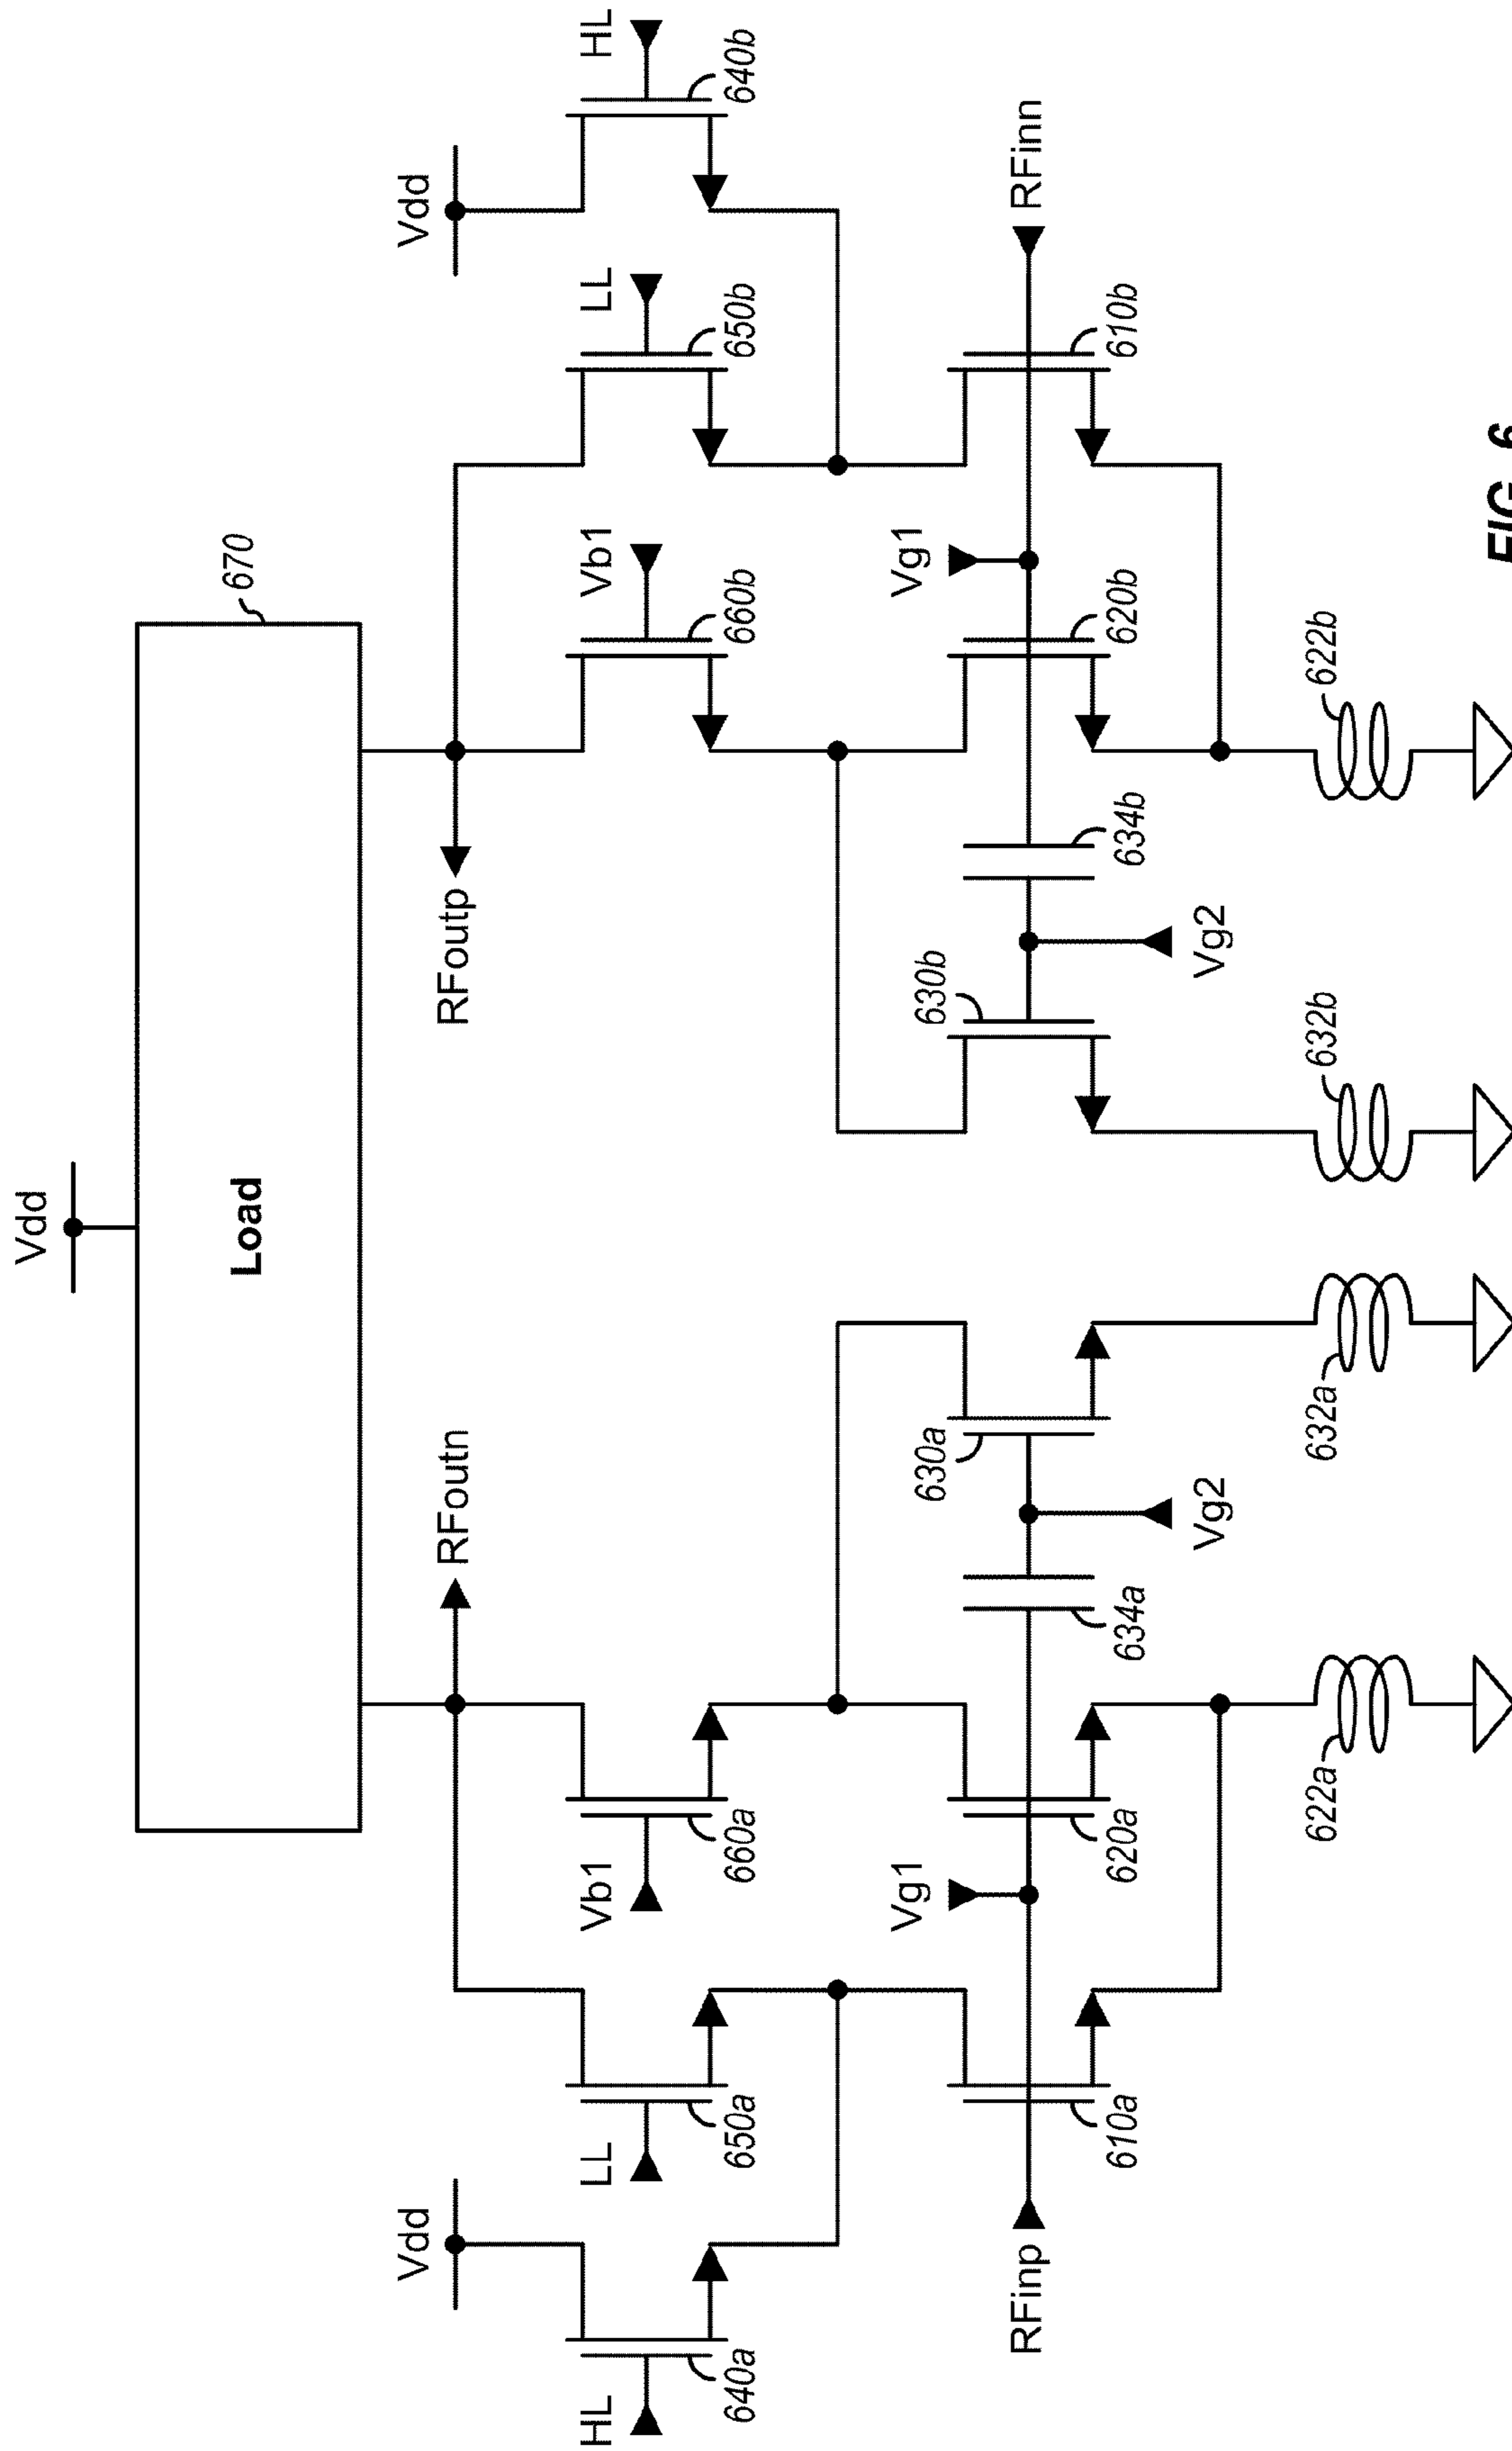 Vdd
Load
670
Vdd
RFoutn
RFoutp
Vdd
HL
LL
Vb1
Vb1
LL
HL
640a
650a
660a
660b
650b
640b
Vg1
630a
630b
Vg1
RFinp
RFinn
610a
620a
634a
634b
620b
610b
Vg2
Vg2
622a
632a
632b
622b
FIG. 6